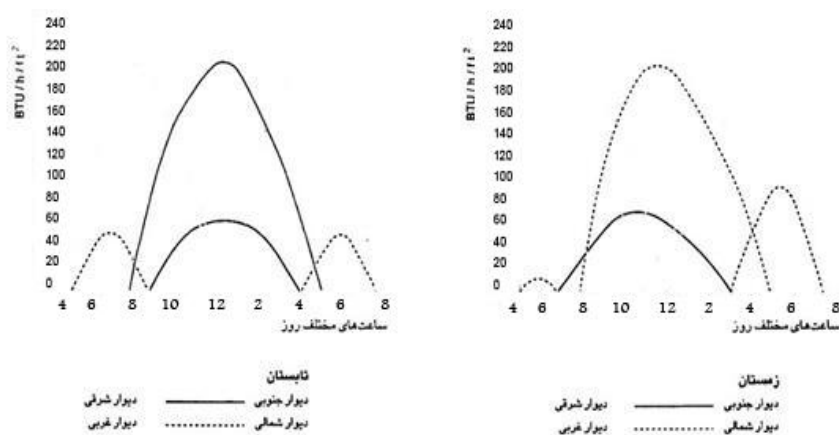 240
220
200
180
160
140
120
100
80
60
40
20
0
BTU / h / ft²
4 6 8 10 12 2 4 6 8
ساعت‌های مختلف روز
تابستان
دیوار جنوبی دیوار شرقی
دیوار شمالی دیوار غربی
240
220
200
180
160
140
120
100
80
60
40
20
0
BTU / h / ft²
4 6 8 10 12 2 4 6 8
ساعت‌های مختلف روز
زمستان
دیوار جنوبی دیوار شرقی
دیوار شمالی دیوار غربی